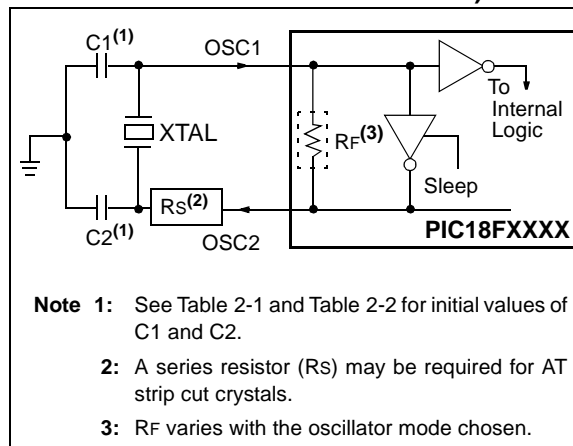 C1(1)
OSC1
To
Internal
Logic
XTAL
RF(3)
Sleep
RS(2)
C2(1)
OSC2
PIC18FXXXX
Note 1: See Table 2-1 and Table 2-2 for initial values of
C1 and C2.
2: A series resistor (RS) may be required for AT
strip cut crystals.
3: RF varies with the oscillator mode chosen.